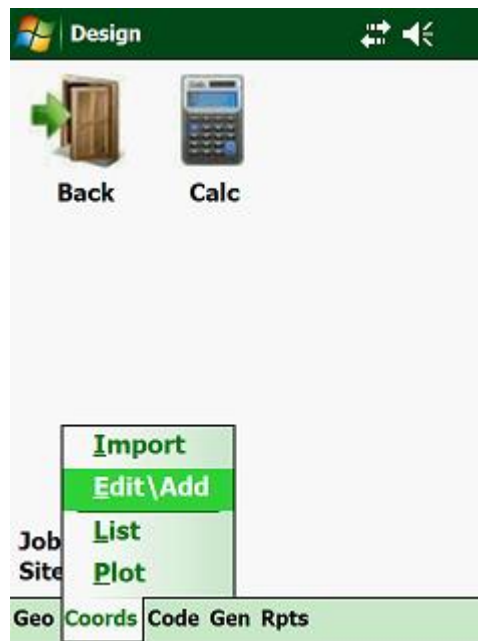 Design
Back Calc
Import
Edit\Add
List
Plot
Job
Site
Geo Coords Code Gen Rpts